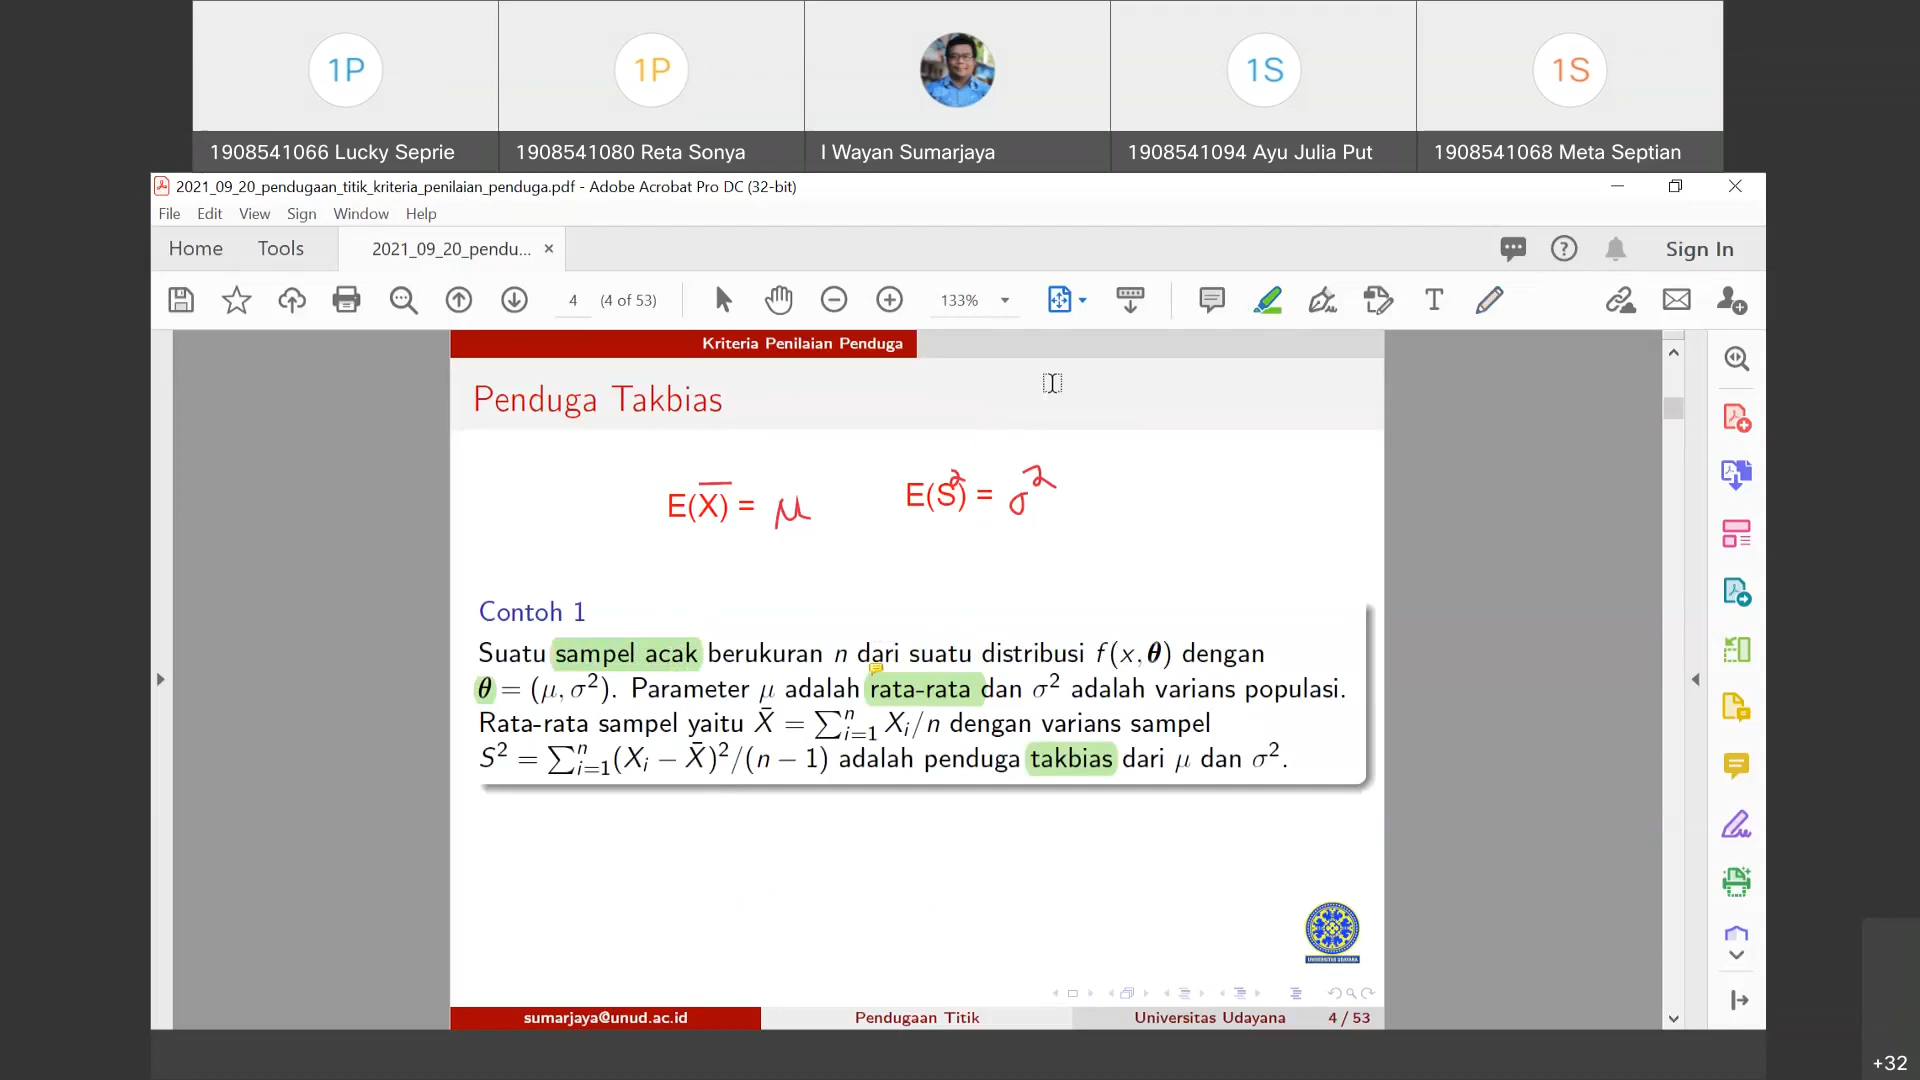 1P
1P
1S
1S
1908541066 Lucky Seprie
1908541080 Reta Sonya
I Wayan Sumarjaya
1908541094 Ayu Julia Put
1908541068 Meta Septian
2021_09_20_pendugaan_titik_kriteria_penilaian_penduga.pdf - Adobe Acrobat Pro DC (32-bit)
File Edit View Sign Window Help
Home Tools 2021_09_20_pendu... × Sign In
4 (4 of 53) 133%
Kriteria Penilaian Penduga
Penduga Takbias
E(X̄) = μ E(S²) = σ²
Contoh 1
Suatu sampel acak berukuran n dari suatu distribusi f(x, θ) dengan
θ = (μ, σ²). Parameter μ adalah rata-rata dan σ² adalah varians populasi.
Rata-rata sampel yaitu X̄ = ∑ⁿᵢ₌₁ Xᵢ/n dengan varians sampel
S² = ∑ⁿᵢ₌₁(Xᵢ − X̄)²/(n − 1) adalah penduga takbias dari μ dan σ².
UNIVERSITAS UDAYANA
sumarjaya@unud.ac.id Pendugaan Titik Universitas Udayana 4 / 53
+32